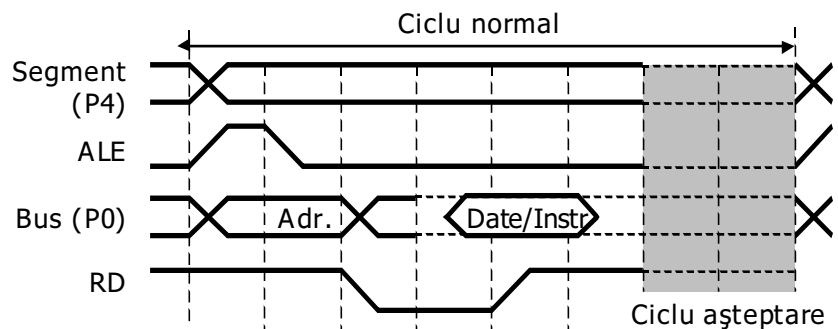 Ciclu normal
Segment
(P4)
ALE
Bus (P0)
Adr.
Date/Instr
RD
Ciclu aşteptare